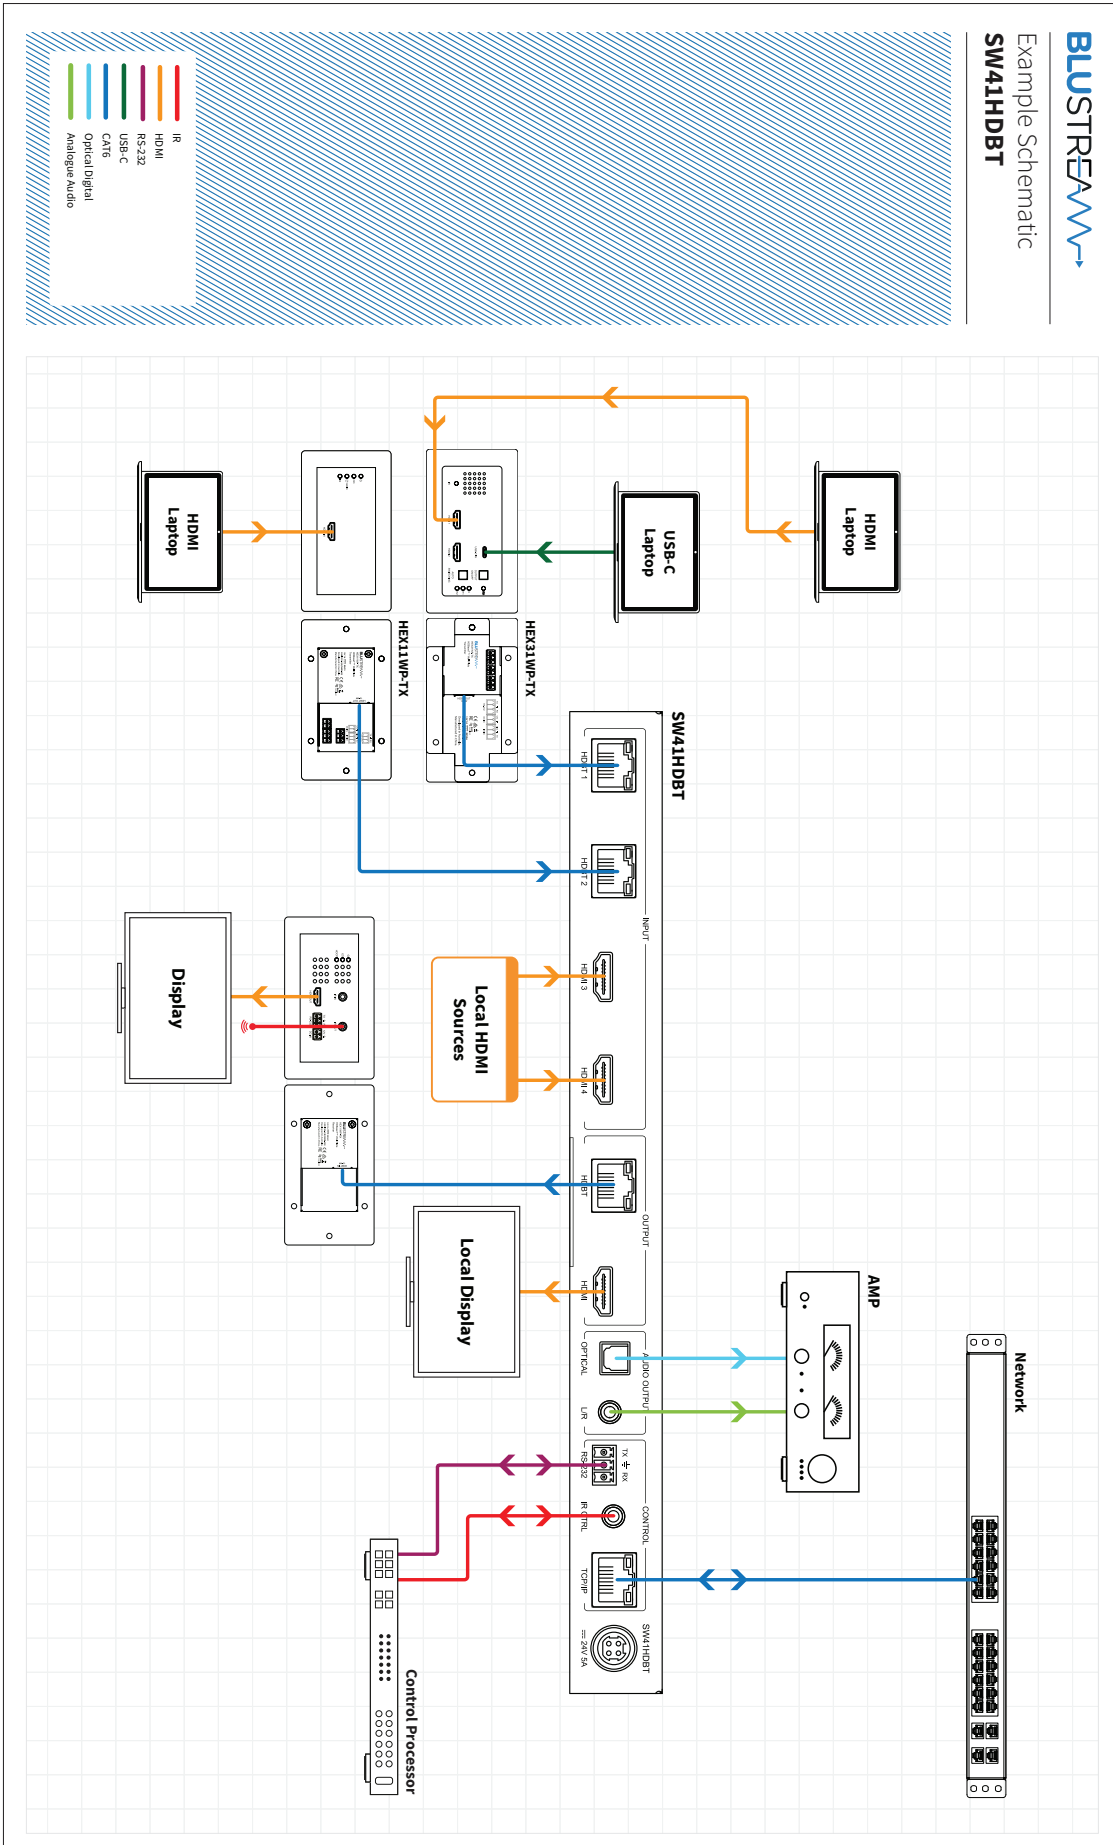 BLUSTREAM
Example Schematic
SW41HDBT
IR
HDMI
RS-232
USB-C
CAT6
Optical Digital
Analogue Audio
HDMI
Laptop
USB-C
Laptop
HDMI
Laptop
HEX31WP-TX
HEX11WP-TX
SW41HDBT
INPUT
HDBT 1
HDBT 2
HDMI 3
HDMI 4
OUTPUT
HDBT
HDMI
AUDIO OUTPUT
OPTICAL
L/R
CONTROL
TX
RX
RS-232
IR CTRL
TCP/IP
SW41HDBT
24V 5A
Local HDMI
Sources
Display
Local Display
AMP
Network
Control Processor
BLUSTREAM
BLUSTREAM